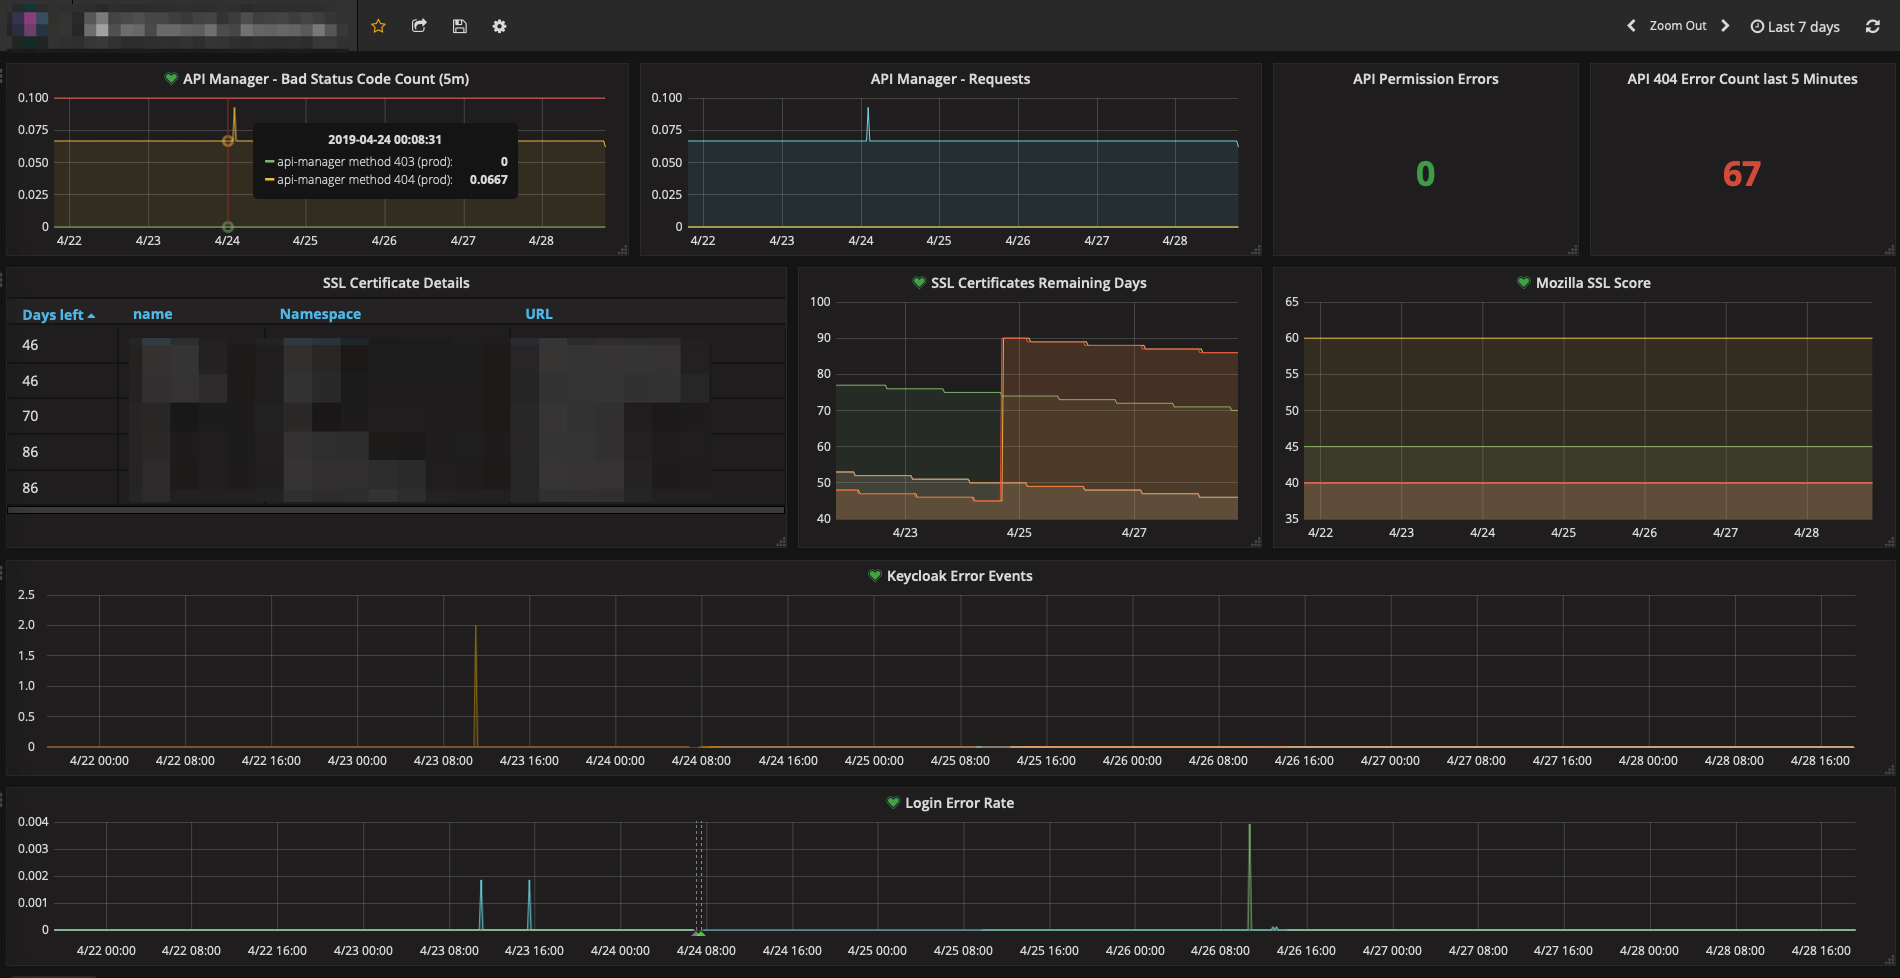 Zoom Out
Last 7 days
API Manager - Bad Status Code Count (5m)
0.100
0.075
0.050
0.025
0
4/22 4/23 4/24 4/25 4/26 4/27 4/28
2019-04-24 00:08:31
api-manager method 403 (prod): 0
api-manager method 404 (prod): 0.0667
API Manager - Requests
0.100
0.075
0.050
0.025
0
4/22 4/23 4/24 4/25 4/26 4/27 4/28
API Permission Errors
0
API 404 Error Count last 5 Minutes
67
SSL Certificate Details
Days left name Namespace URL
46
46
70
86
86
SSL Certificates Remaining Days
100
90
80
70
60
50
40
4/23 4/25 4/27
Mozilla SSL Score
65
60
55
50
45
40
35
4/22 4/23 4/24 4/25 4/26 4/27 4/28
Keycloak Error Events
2.5
2.0
1.5
1.0
0.5
0
4/22 00:00 4/22 08:00 4/22 16:00 4/23 00:00 4/23 08:00 4/23 16:00 4/24 00:00 4/24 08:00 4/24 16:00 4/25 00:00 4/25 08:00 4/25 16:00 4/26 00:00 4/26 08:00 4/26 16:00 4/27 00:00 4/27 08:00 4/27 16:00 4/28 00:00 4/28 08:00 4/28 16:00
Login Error Rate
0.004
0.003
0.002
0.001
0
4/22 00:00 4/22 08:00 4/22 16:00 4/23 00:00 4/23 08:00 4/23 16:00 4/24 00:00 4/24 08:00 4/24 16:00 4/25 00:00 4/25 08:00 4/25 16:00 4/26 00:00 4/26 08:00 4/26 16:00 4/27 00:00 4/27 08:00 4/27 16:00 4/28 00:00 4/28 08:00 4/28 16:00